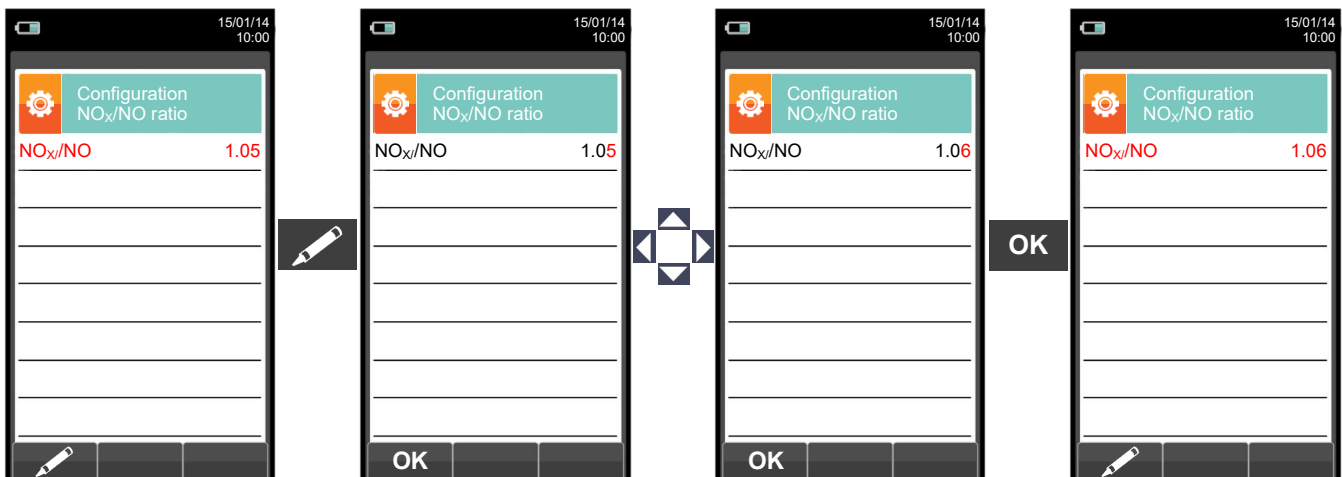 15/01/14
10:00
Configuration
NOX/NO ratio
NOX//NO 1.05
15/01/14
10:00
Configuration
NOX/NO ratio
NOX//NO 1.05
OK
15/01/14
10:00
Configuration
NOX/NO ratio
NOX//NO 1.06
OK
OK
15/01/14
10:00
Configuration
NOX/NO ratio
NOX//NO 1.06